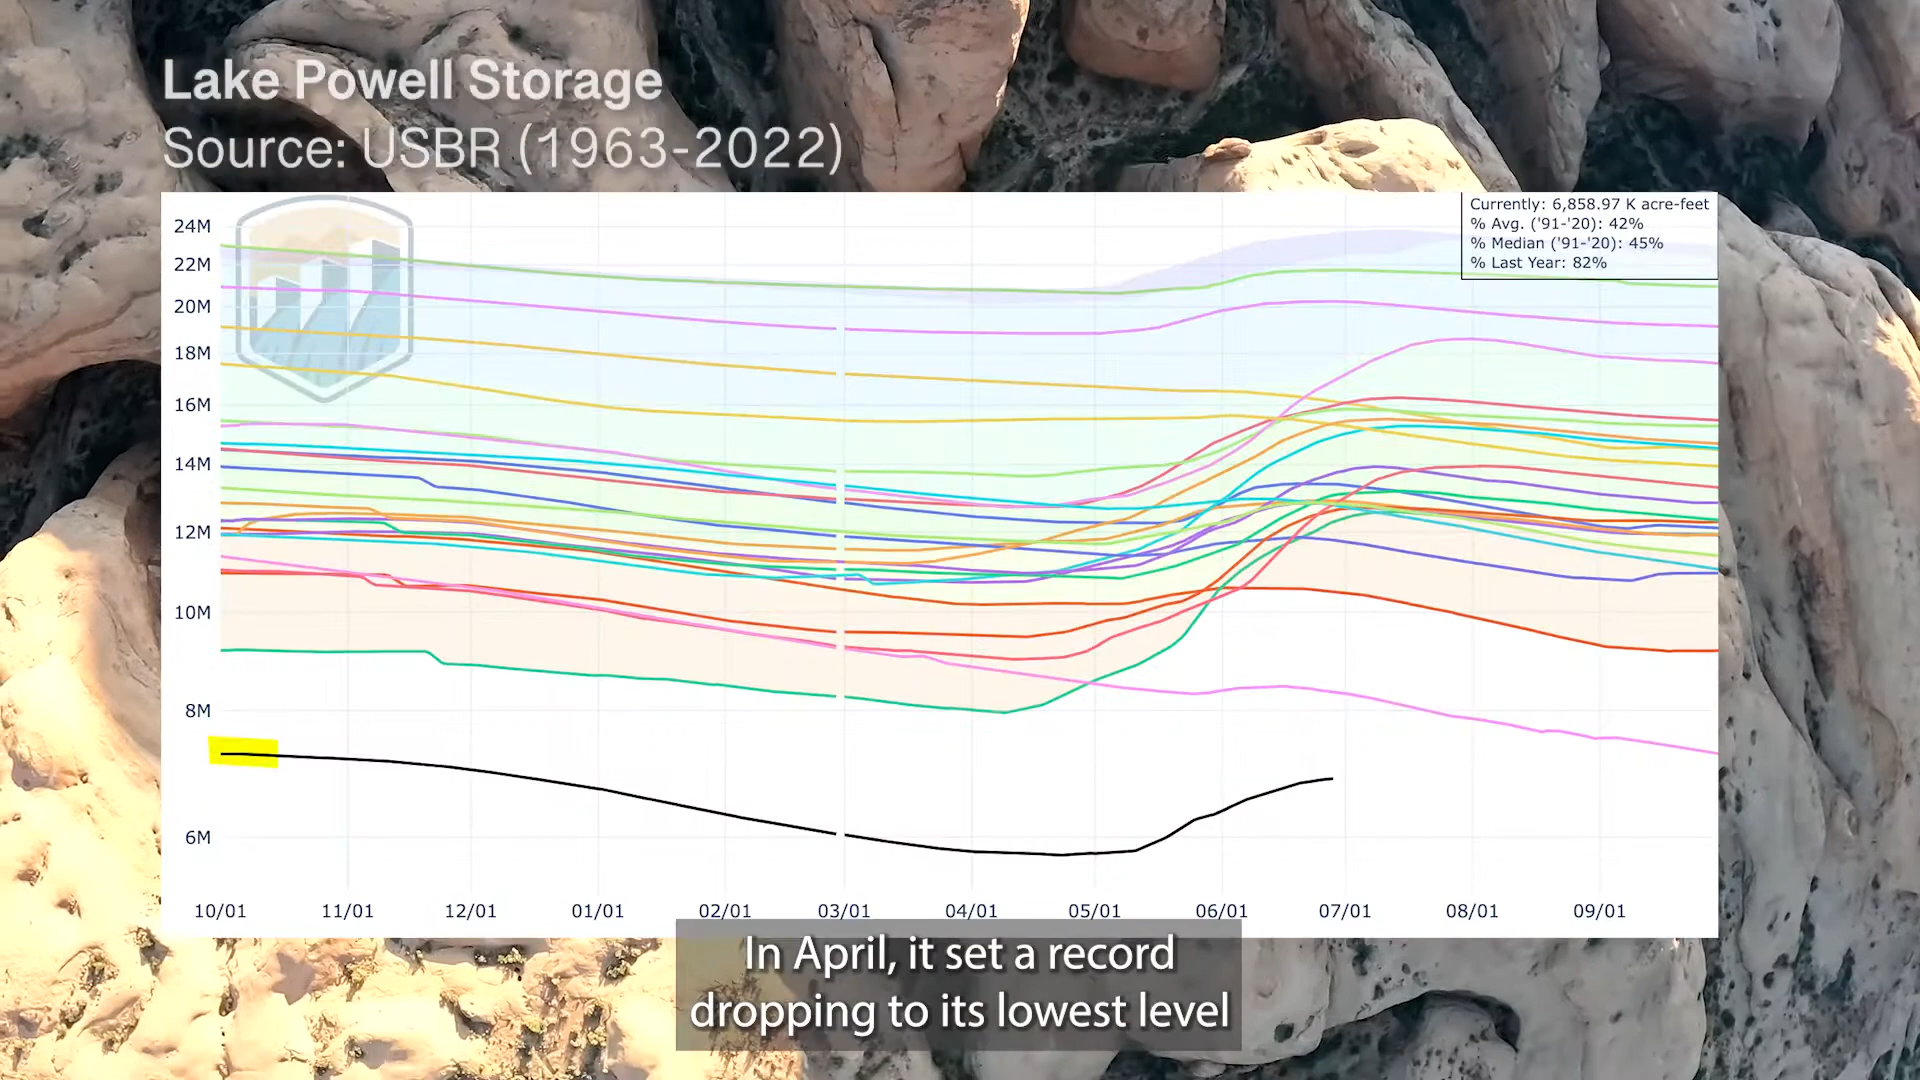 Lake Powell Storage
Source: USBR (1963-2022)
Currently: 6,858.97 K acre-feet
% Avg. ('91-'20): 42%
% Median ('91-'20): 45%
% Last Year: 82%
24M
22M
20M
18M
16M
14M
12M
10M
8M
6M
10/01 11/01 12/01 01/01 02/01 03/01 04/01 05/01 06/01 07/01 08/01 09/01
In April, it set a record
dropping to its lowest level